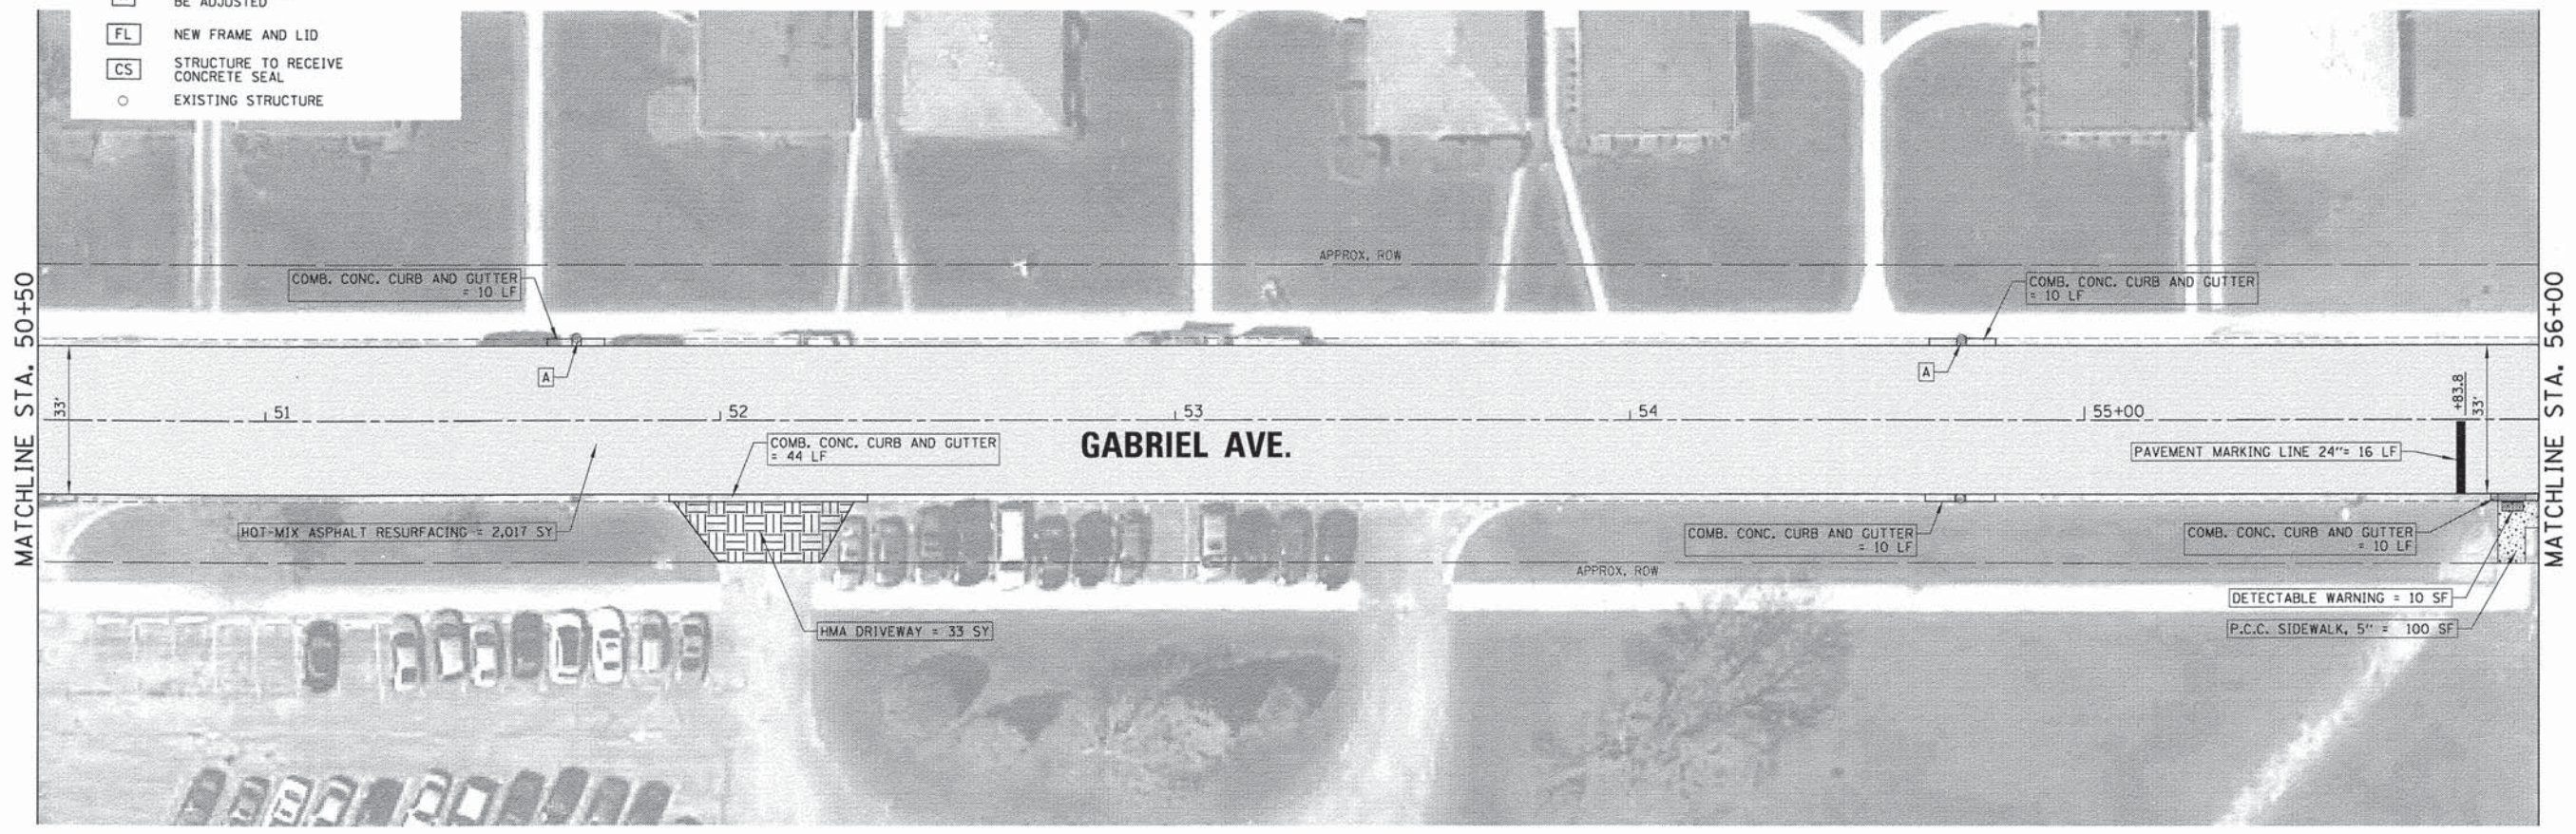 BE ADJUSTED
FL NEW FRAME AND LID
CS STRUCTURE TO RECEIVE
CONCRETE SEAL
EXISTING STRUCTURE
MATCHLINE STA. 50+50
APPROX. ROW
COMB. CONC. CURB AND GUTTER
= 10 LF
COMB. CONC. CURB AND GUTTER
= 10 LF
A
A
33'
51
52
53
54
55+00
+83.8
33'
COMB. CONC. CURB AND GUTTER
= 44 LF
GABRIEL AVE.
PAVEMENT MARKING LINE 24"= 16 LF
HOT-MIX ASPHALT RESURFACING = 2,017 SY
COMB. CONC. CURB AND GUTTER
= 10 LF
COMB. CONC. CURB AND GUTTER
= 10 LF
APPROX. ROW
DETECTABLE WARNING = 10 SF
HMA DRIVEWAY = 33 SY
P.C.C. SIDEWALK, 5" = 100 SF
MATCHLINE STA. 56+00